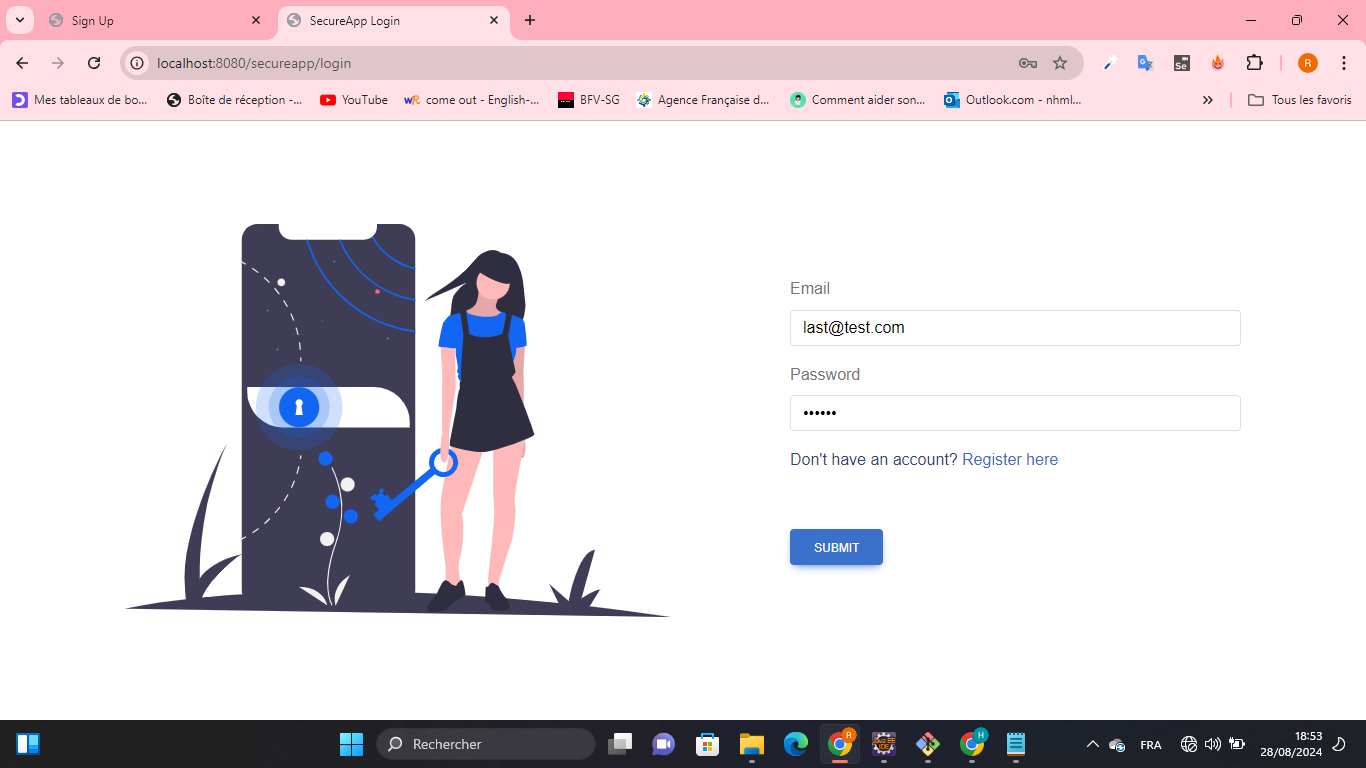 Sign Up
SecureApp Login
localhost:8080/secureapp/login
Mes tableaux de bo...
Boîte de réception -...
YouTube
come out - English-...
BFV-SG
Agence Française d...
Comment aider son...
Outlook.com - nhml...
Tous les favoris
Email
last@test.com
Password
••••••
Don't have an account? Register here
SUBMIT
Rechercher
FRA
18:53
28/08/2024